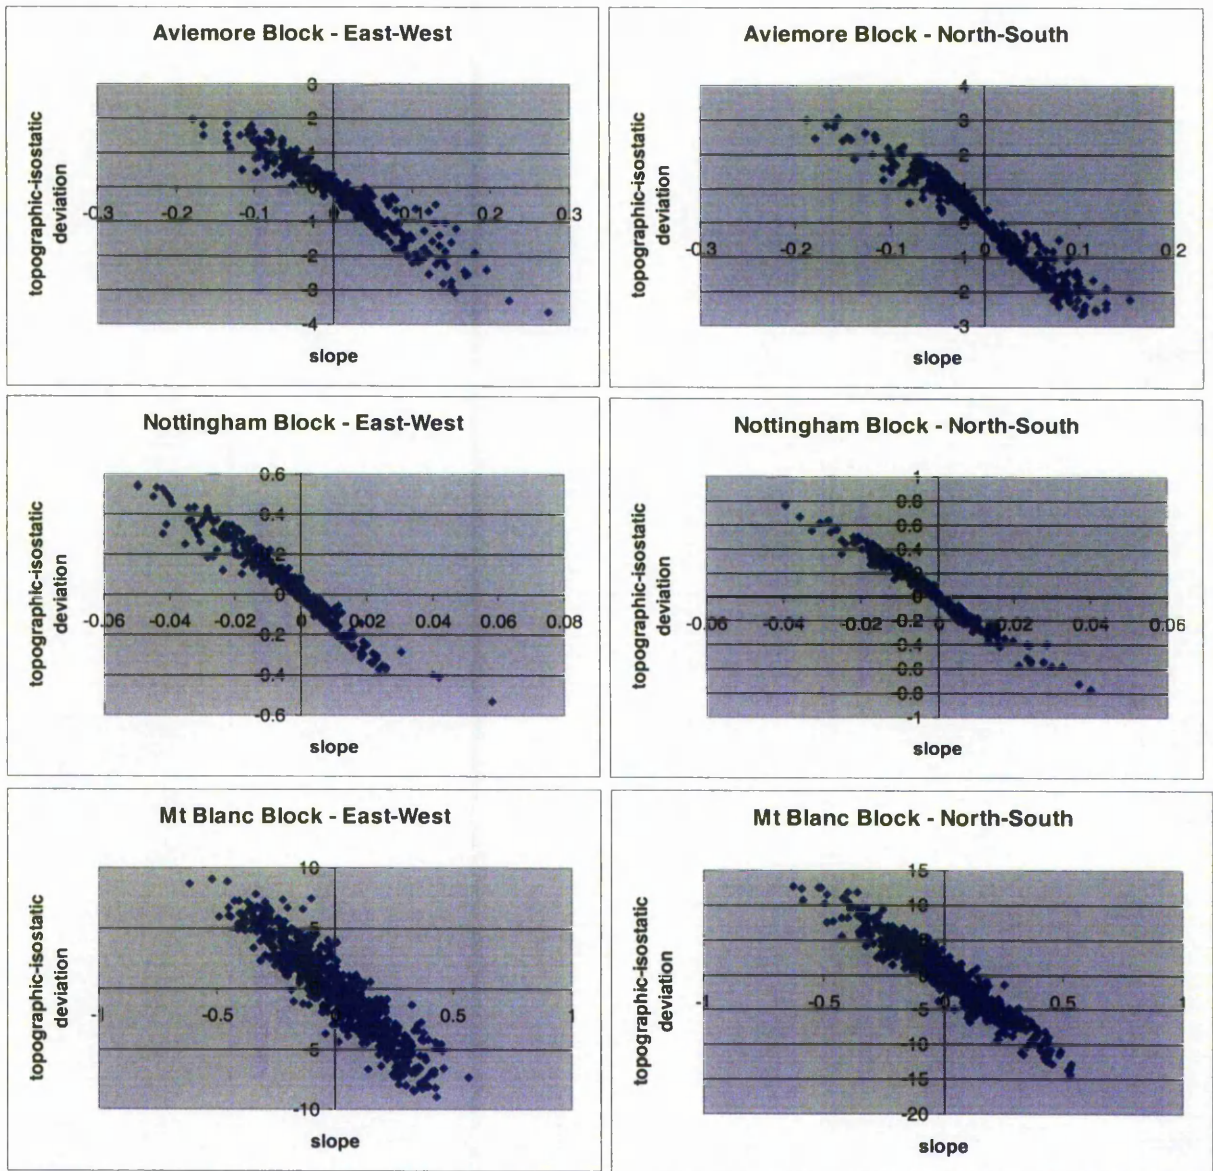 Aviemore Block - East-West
topographic-isostatic
deviation
3
2
0
-0.3 -0.2 -0.1 -1 0.1 0.2 0.3
-2
-3
-4
slope
Aviemore Block - North-South
topographic-isostatic
deviation
4
3
2
1
-0.3 -0.2 -0.1 0 0.1 0.2
-1
-2
-3
slope
Nottingham Block - East-West
topographic-isostatic
deviation
0.6
0.4
0.2
0
-0.06 -0.04 -0.02 0 0.02 0.04 0.06 0.08
-0.2
-0.4
-0.6
slope
Nottingham Block - North-South
topographic-isostatic
deviation
1
0.8
0.6
0.4
0.2
0
-0.06 -0.04 -0.02 -0.2 0 0.02 0.04 0.06
-0.4
-0.6
-0.8
-1
slope
Mt Blanc Block - East-West
topographic-isostatic
deviation
10
5
-1 -0.5 0.5 1
-5
-10
slope
Mt Blanc Block - North-South
topographic-isostatic
deviation
15
10
5
-1 -0.5 0.5 1
-5
-10
-15
-20
slope